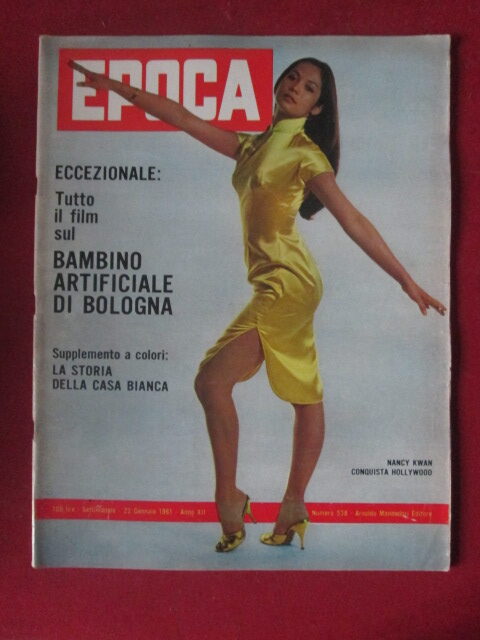 EPOCA
ECCEZIONALE:
Tutto
il film
sul
BAMBINO
ARTIFICIALE
DI BOLOGNA
Supplemento a colori:
LA STORIA
DELLA CASA BIANCA
NANCY KWAN
CONQUISTA HOLLYWOOD
100 lire - Settimanale - 22 Gennaio 1961 - Anno XII
Numero 538 - Arnoldo Mondadori Editore